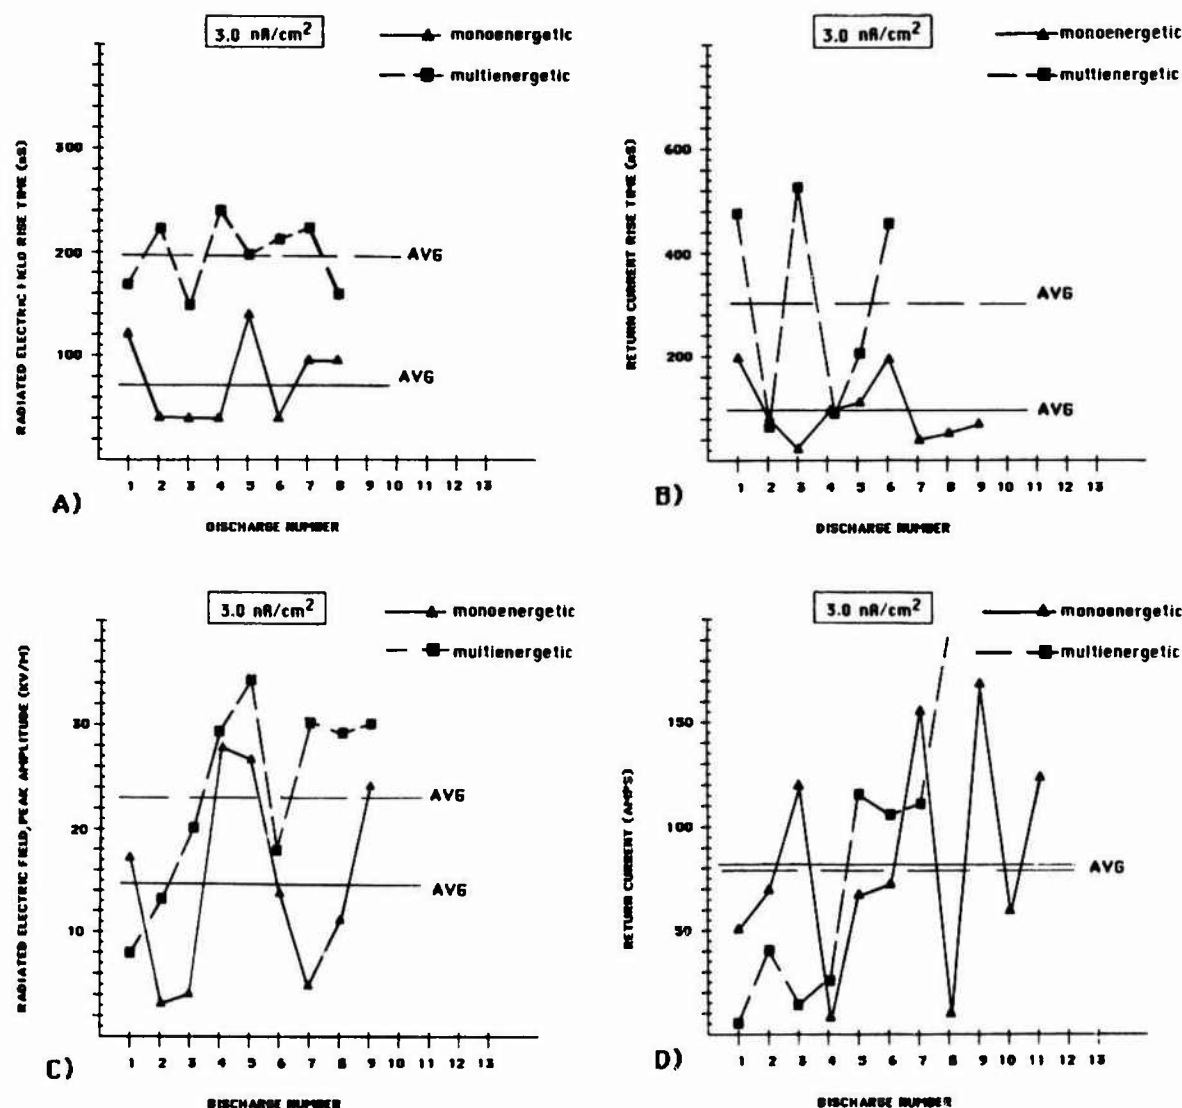 3.0 nA/cm2
monoenergetic
multienergetic
RADIATED ELECTRIC FIELD RISE TIME (nS)
300
200
100
AVG
AVG
1 2 3 4 5 6 7 8 9 10 11 12 13
A)
DISCHARGE NUMBER
3.0 nA/cm2
monoenergetic
multienergetic
RETURN CURRENT RISE TIME (nS)
600
400
200
AVG
AVG
1 2 3 4 5 6 7 8 9 10 11 12 13
B)
DISCHARGE NUMBER
3.0 nA/cm2
monoenergetic
multienergetic
RADIATED ELECTRIC FIELD, PEAK AMPLITUDE (KV/M)
30
20
10
AVG
AVG
1 2 3 4 5 6 7 8 9 10 11 12 13
C)
DISCHARGE NUMBER
3.0 nA/cm2
monoenergetic
multienergetic
RETURN CURRENT (AMPS)
150
100
50
AVG
1 2 3 4 5 6 7 8 9 10 11 12 13
D)
DISCHARGE NUMBER